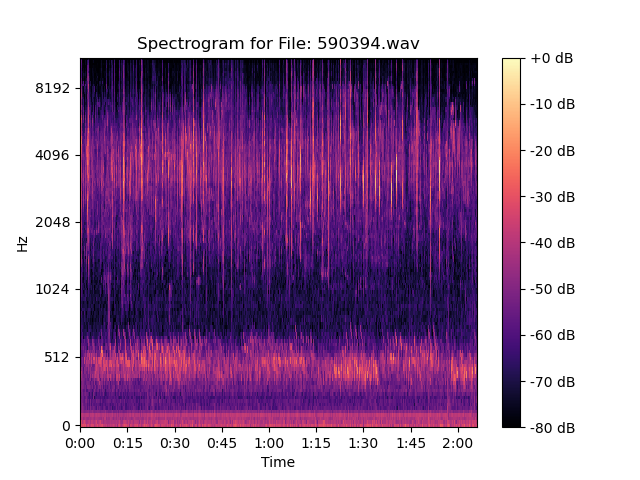 Spectrogram for File: 590394.wav
8192
4096
2048
1024
512
0
Hz
0:00 0:15 0:30 0:45 1:00 1:15 1:30 1:45 2:00
Time
+0 dB
-10 dB
-20 dB
-30 dB
-40 dB
-50 dB
-60 dB
-70 dB
-80 dB